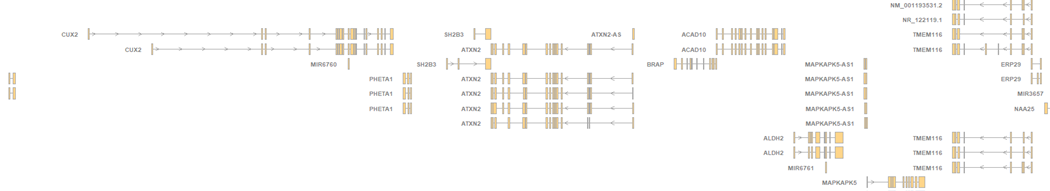 NM_001193531.2
NR_122119.1
CUX2 SH2B3 ATXN2-AS ACAD10 TMEM116
CUX2 ATXN2 ACAD10 TMEM116
MIR6760 SH2B3 BRAP MAPKAPK5-AS1 ERP29
PHETA1 ATXN2 MAPKAPK5-AS1 ERP29
PHETA1 ATXN2 MAPKAPK5-AS1 MIR3657
PHETA1 ATXN2 MAPKAPK5-AS1 NAA25
ATXN2 MAPKAPK5-AS1
ALDH2 TMEM116
ALDH2 TMEM116
MIR6761 TMEM116
MAPKAPK5